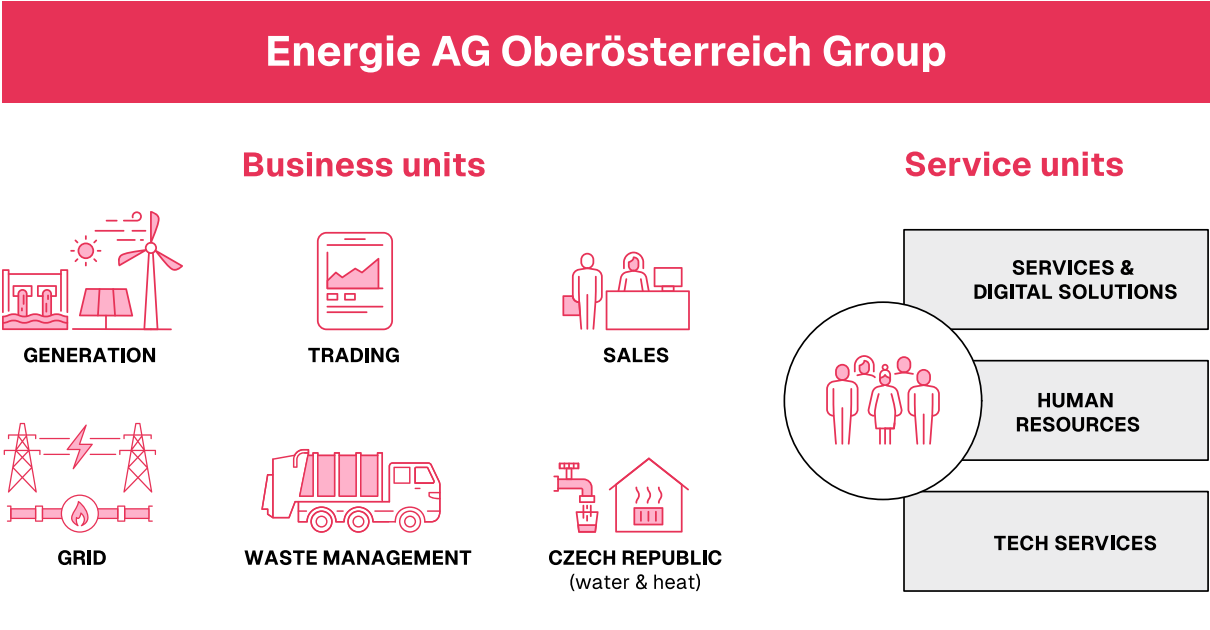 Energie AG Oberösterreich Group
Business units
GENERATION
TRADING
SALES
GRID
WASTE MANAGEMENT
CZECH REPUBLIC
(water & heat)
Service units
SERVICES &
DIGITAL SOLUTIONS
HUMAN
RESOURCES
TECH SERVICES